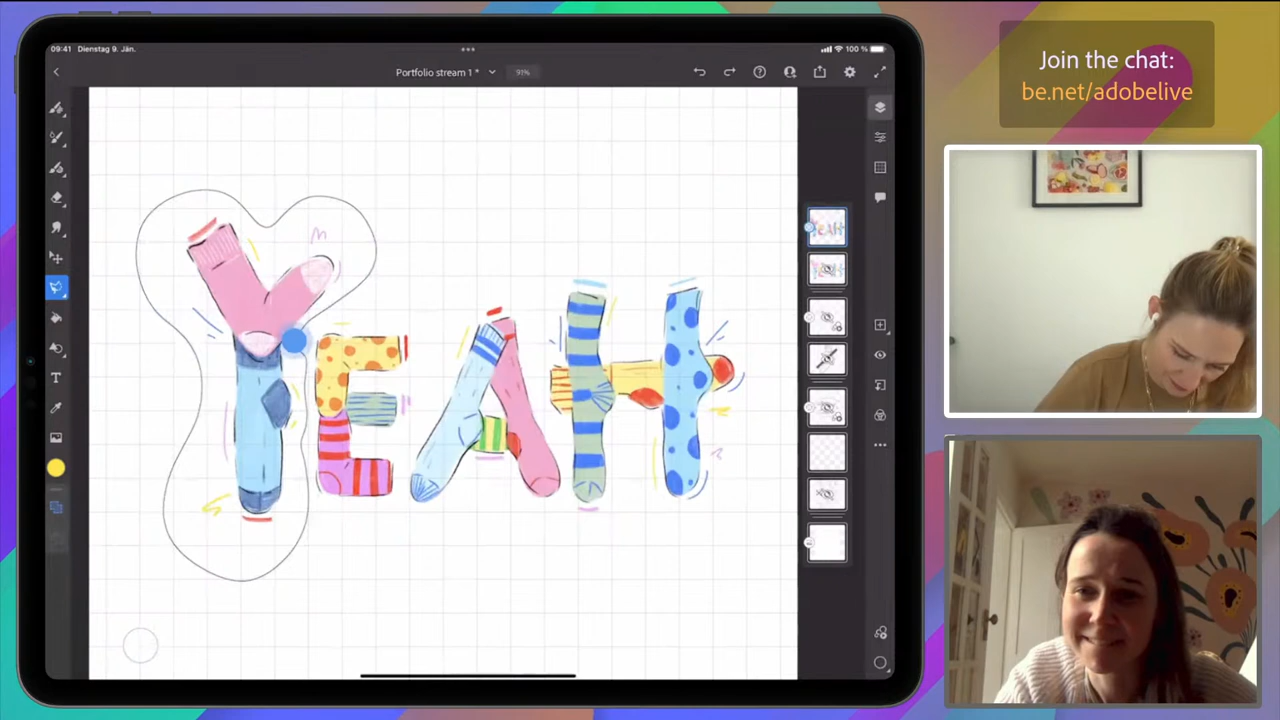 09:41 Dienstag 9. Jän.
100 %
Portfolio stream 1 *
91%
YEAH
Join the chat:
be.net/adobelive